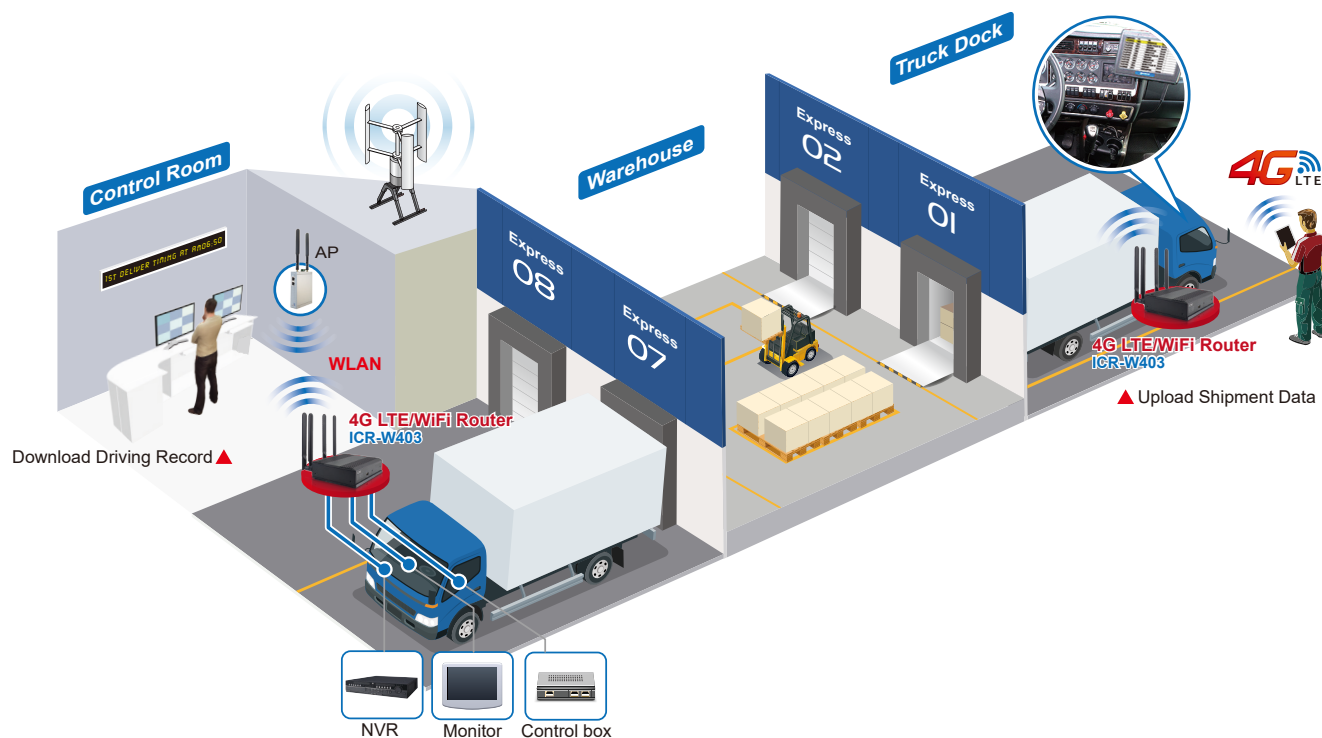 Control Room
Warehouse
Truck Dock
Express
02
Express
01
4G
LTE
1ST DELIVER TIMING AT AM06:50
AP
Express
08
Express
07
WLAN
4G LTE/WiFi Router
ICR-W403
4G LTE/WiFi Router
ICR-W403
Upload Shipment Data
Download Driving Record
NVR
Monitor
Control box